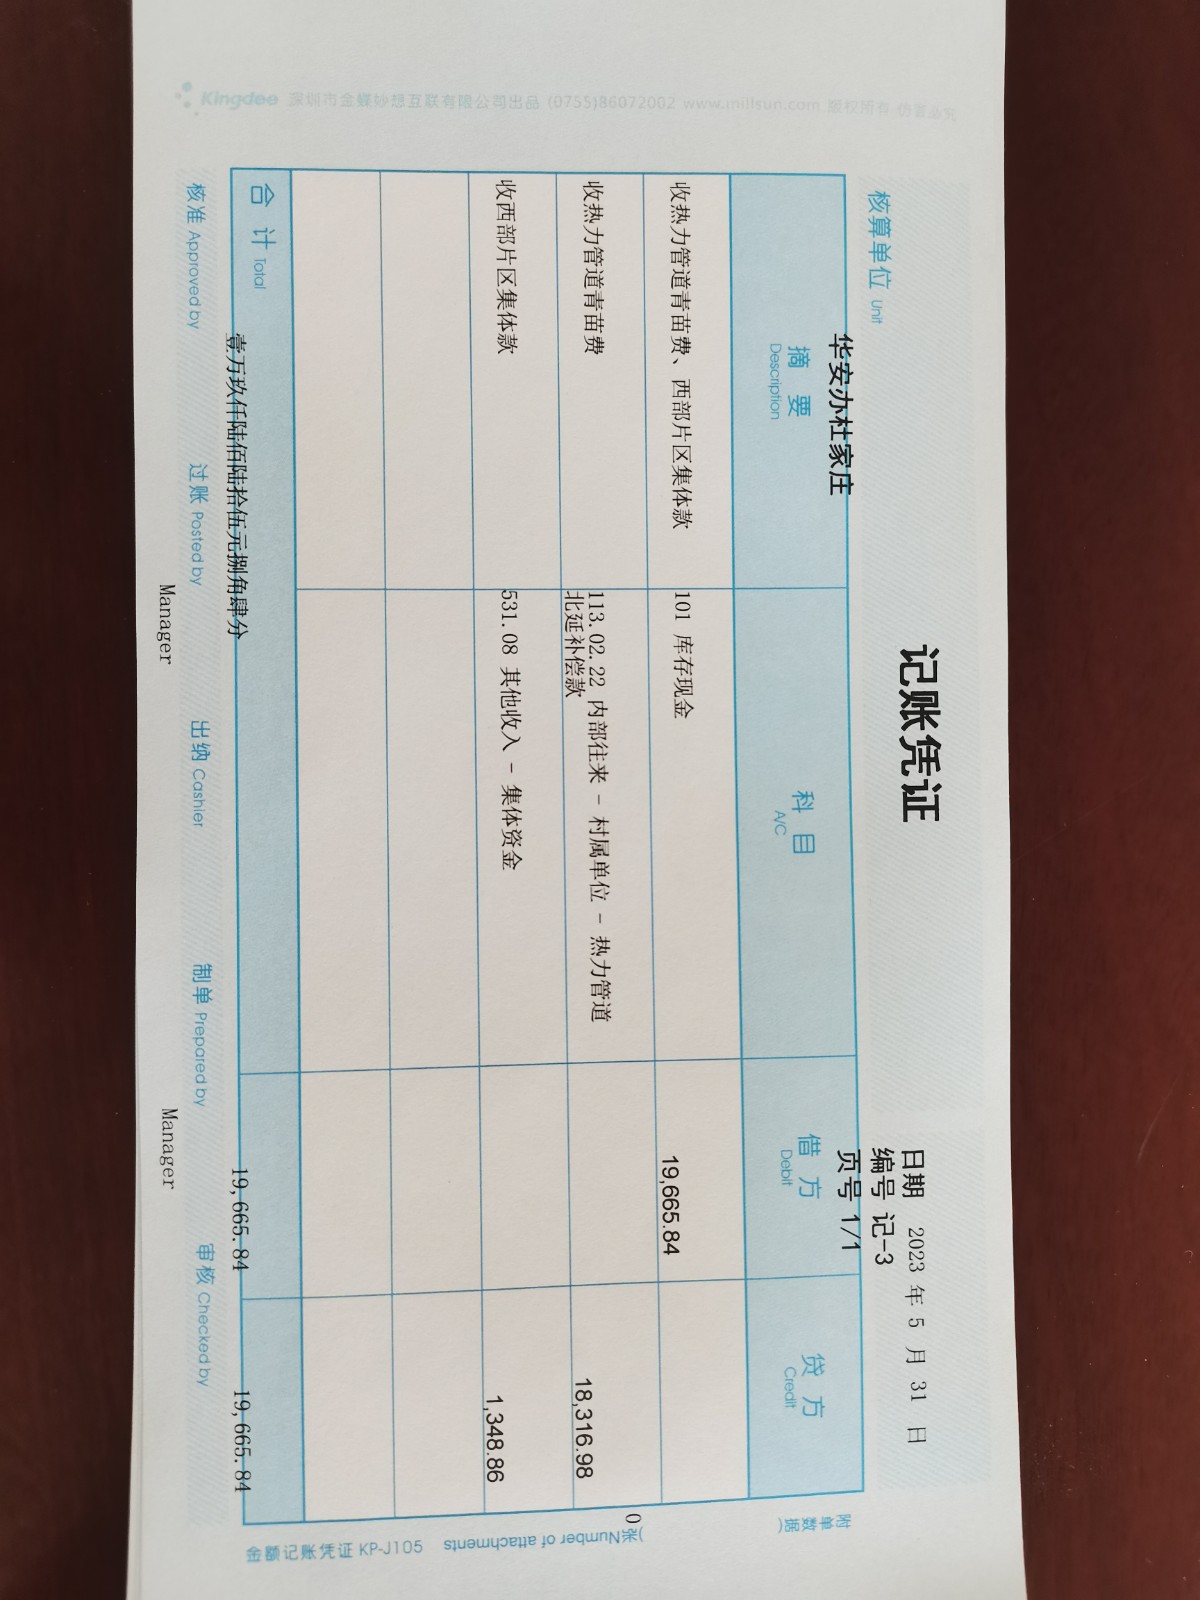 记账凭证
日期 2023 年 5 月 31 日
编号 记-3
页号 1/1
核算单位 Unit
华安办杜家庄
摘 要 Description
科 目 A/C
借 方 Debit
贷 方 Credit
收热力管道青苗费、西部片区集体款
101 库存现金
19,665.84
收热力管道青苗费
113.02.22 内部往来 - 村属单位 - 热力管道
北延补偿款
18,316.98
收西部片区集体款
531.08 其他收入 - 集体资金
1,348.86
合 计 Total
壹万玖仟陆佰陆拾伍元捌角肆分
19,665.84
19,665.84
附单数据(
0
张(Number of attachments
金额记账凭证 KP-J105
核准 Approved by
过账 Posted by
出纳 Cashier
制单 Prepared by
审核 Checked by
Manager
Manager
Kingdee 深圳市金蝶妙想互联有限公司出品 (0755)86072002 www.millsun.com 版权所有 仿冒必究